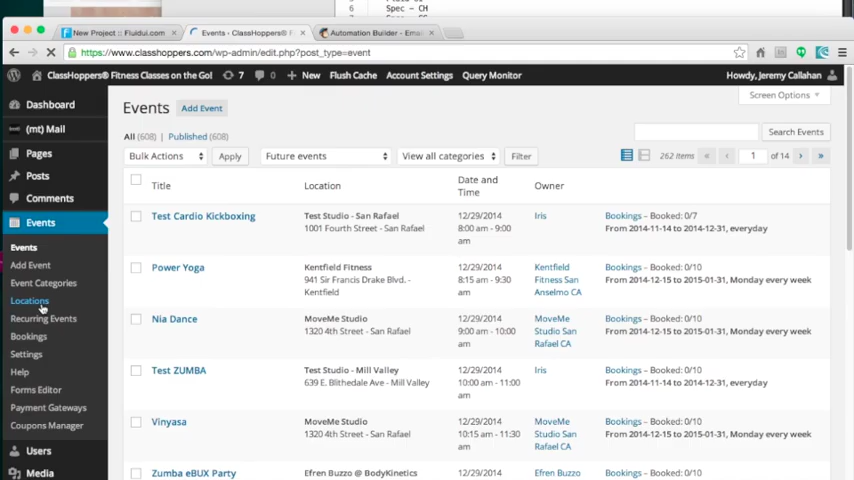 Spec - CH
New Project :: Fluidui.com
Events ‹ ClassHoppers® F
Automation Builder - Email
https://www.classhoppers.com/wp-admin/edit.php?post_type=event
ClassHoppers® Fitness Classes on the Go!
7
0
+ New
Flush Cache
Account Settings
Query Monitor
Howdy, Jeremy Callahan
Dashboard
(mt) Mail
Pages
Posts
Comments
Events
Events
Add Event
Event Categories
Locations
Recurring Events
Bookings
Settings
Help
Forms Editor
Payment Gateways
Coupons Manager
Users
Media
Screen Options
Events
Add Event
All (608) | Published (608)
Search Events
Bulk Actions
Apply
Future events
View all categories
Filter
262 items
«
‹
1
of 14
›
»
Title
Location
Date and
Time
Owner
Test Cardio Kickboxing
Test Studio - San Rafael
1001 Fourth Street - San Rafael
12/29/2014
8:00 am - 9:00
am
Iris
Bookings – Booked: 0/7
From 2014-11-14 to 2014-12-31, everyday
Power Yoga
Kentfield Fitness
941 Sir Francis Drake Blvd. -
Kentfield
12/29/2014
8:15 am - 9:30
am
Kentfield
Fitness San
Anselmo CA
Bookings – Booked: 0/10
From 2014-12-15 to 2015-01-31, Monday every week
Nia Dance
MoveMe Studio
1320 4th Street - San Rafael
12/29/2014
9:00 am - 10:00
am
MoveMe
Studio San
Rafael CA
Bookings – Booked: 0/10
From 2014-12-15 to 2015-01-31, Monday every week
Test ZUMBA
Test Studio - Mill Valley
639 E. Blithedale Ave - Mill Valley
12/29/2014
10:00 am - 11:00
am
Iris
Bookings – Booked: 0/10
From 2014-11-14 to 2014-12-31, everyday
Vinyasa
MoveMe Studio
1320 4th Street - San Rafael
12/29/2014
10:15 am - 11:30
am
MoveMe
Studio San
Rafael CA
Bookings – Booked: 0/10
From 2014-12-15 to 2015-01-31, Monday every week
Zumba eBUX Party
Efren Buzzo @ BodyKinetics
12/29/2014
Efren Buzzo
Bookings – Booked: 0/10